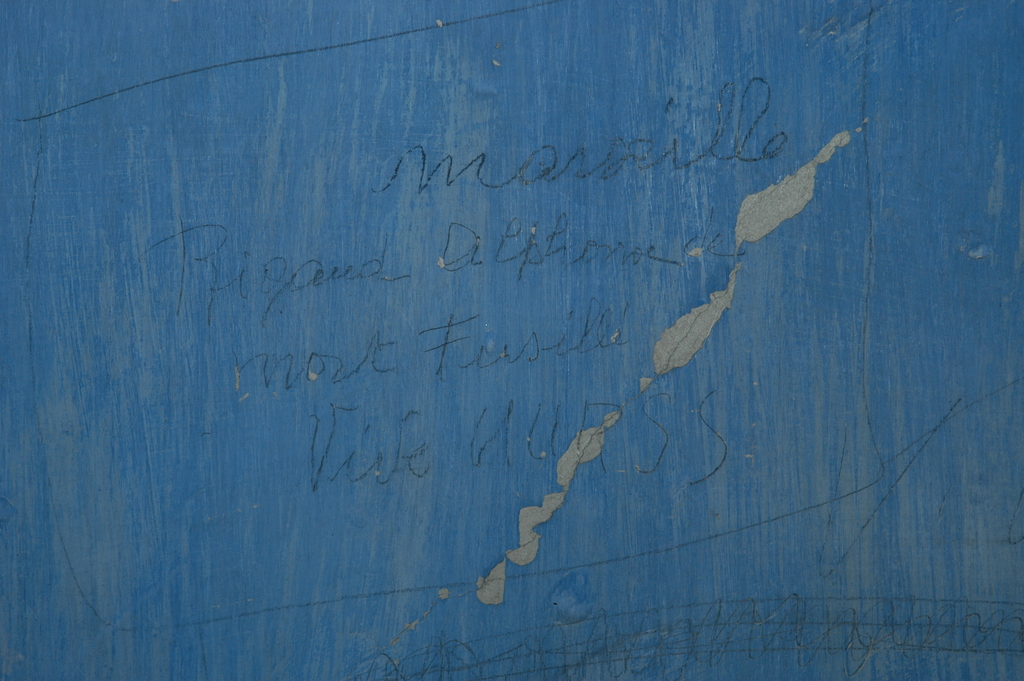 marseille
Rigaud Alphonse
mort Fusillé
Vive l'URSS